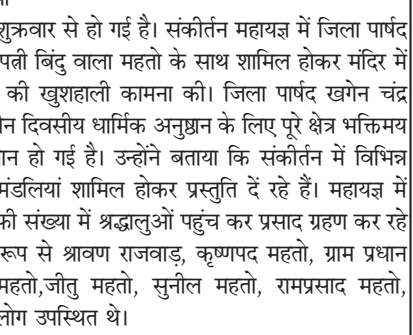 शुक्रवार से हो गई है। संकीर्तन महायज्ञ में जिला पार्षद
पत्नी बिंदु वाला महतो के साथ शामिल होकर मंदिर में
की खुशहाली कामना की। जिला पार्षद खगेन चंद्र
दिवसीय धार्मिक अनुष्ठान के लिए पूरे क्षेत्र भक्तिमय
हो गई है। उन्होंने बताया कि संकीर्तन में विभिन्न
मंडलियां शामिल होकर प्रस्तुति दें रहे हैं। महायज्ञ में
संख्या में श्रद्धालुओं पहुंच कर प्रसाद ग्रहण कर रहे
रूप से श्रावण राजवाड़, कृष्णपद महतो, ग्राम प्रधान
महतो,जीतु महतो, सुनील महतो, रामप्रसाद महतो,
लोग उपस्थित थे।